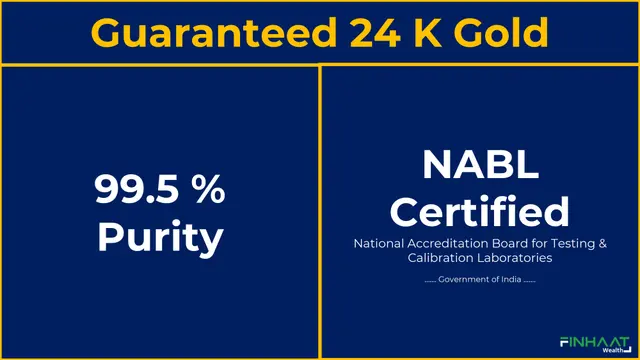 Guaranteed 24 K Gold
99.5 %
Purity
NABL
Certified
National Accreditation Board for Testing &
Calibration Laboratories
...... Government of India ......
FINHAAT
Wealth